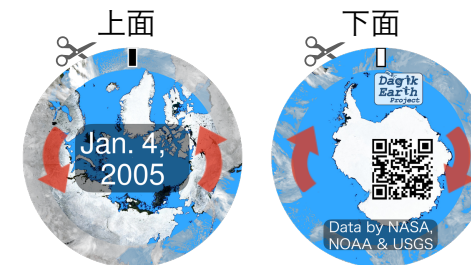 上面
下面
Jan. 4,
2005
Dagik
Earth
Project
Data by NASA,
NOAA & USGS